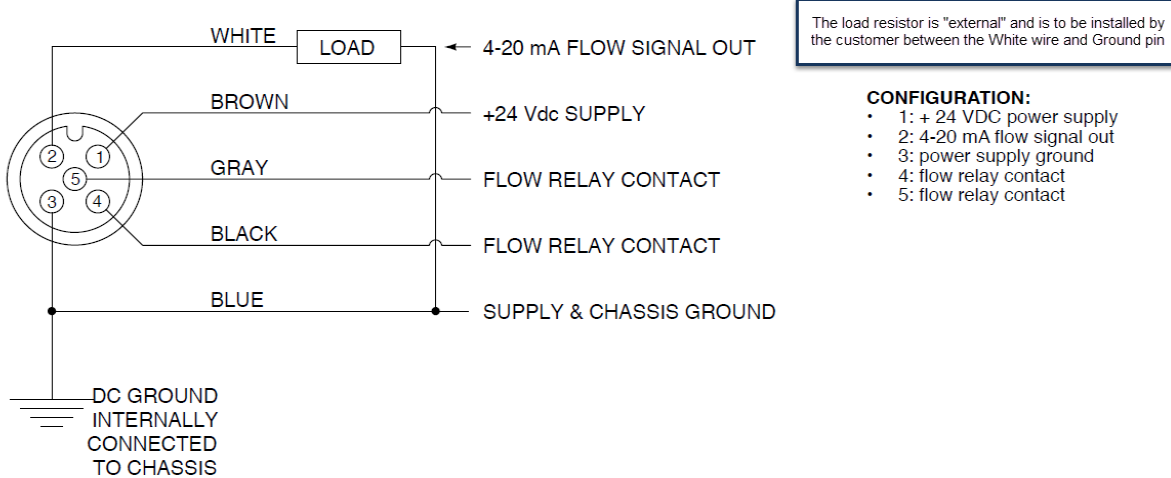 The load resistor is "external" and is to be installed by
the customer between the White wire and Ground pin
WHITE
LOAD
4-20 mA FLOW SIGNAL OUT
BROWN
+24 Vdc SUPPLY
GRAY
FLOW RELAY CONTACT
BLACK
FLOW RELAY CONTACT
BLUE
SUPPLY & CHASSIS GROUND
2
1
5
3
4
DC GROUND
INTERNALLY
CONNECTED
TO CHASSIS
CONFIGURATION:
• 1: + 24 VDC power supply
• 2: 4-20 mA flow signal out
• 3: power supply ground
• 4: flow relay contact
• 5: flow relay contact